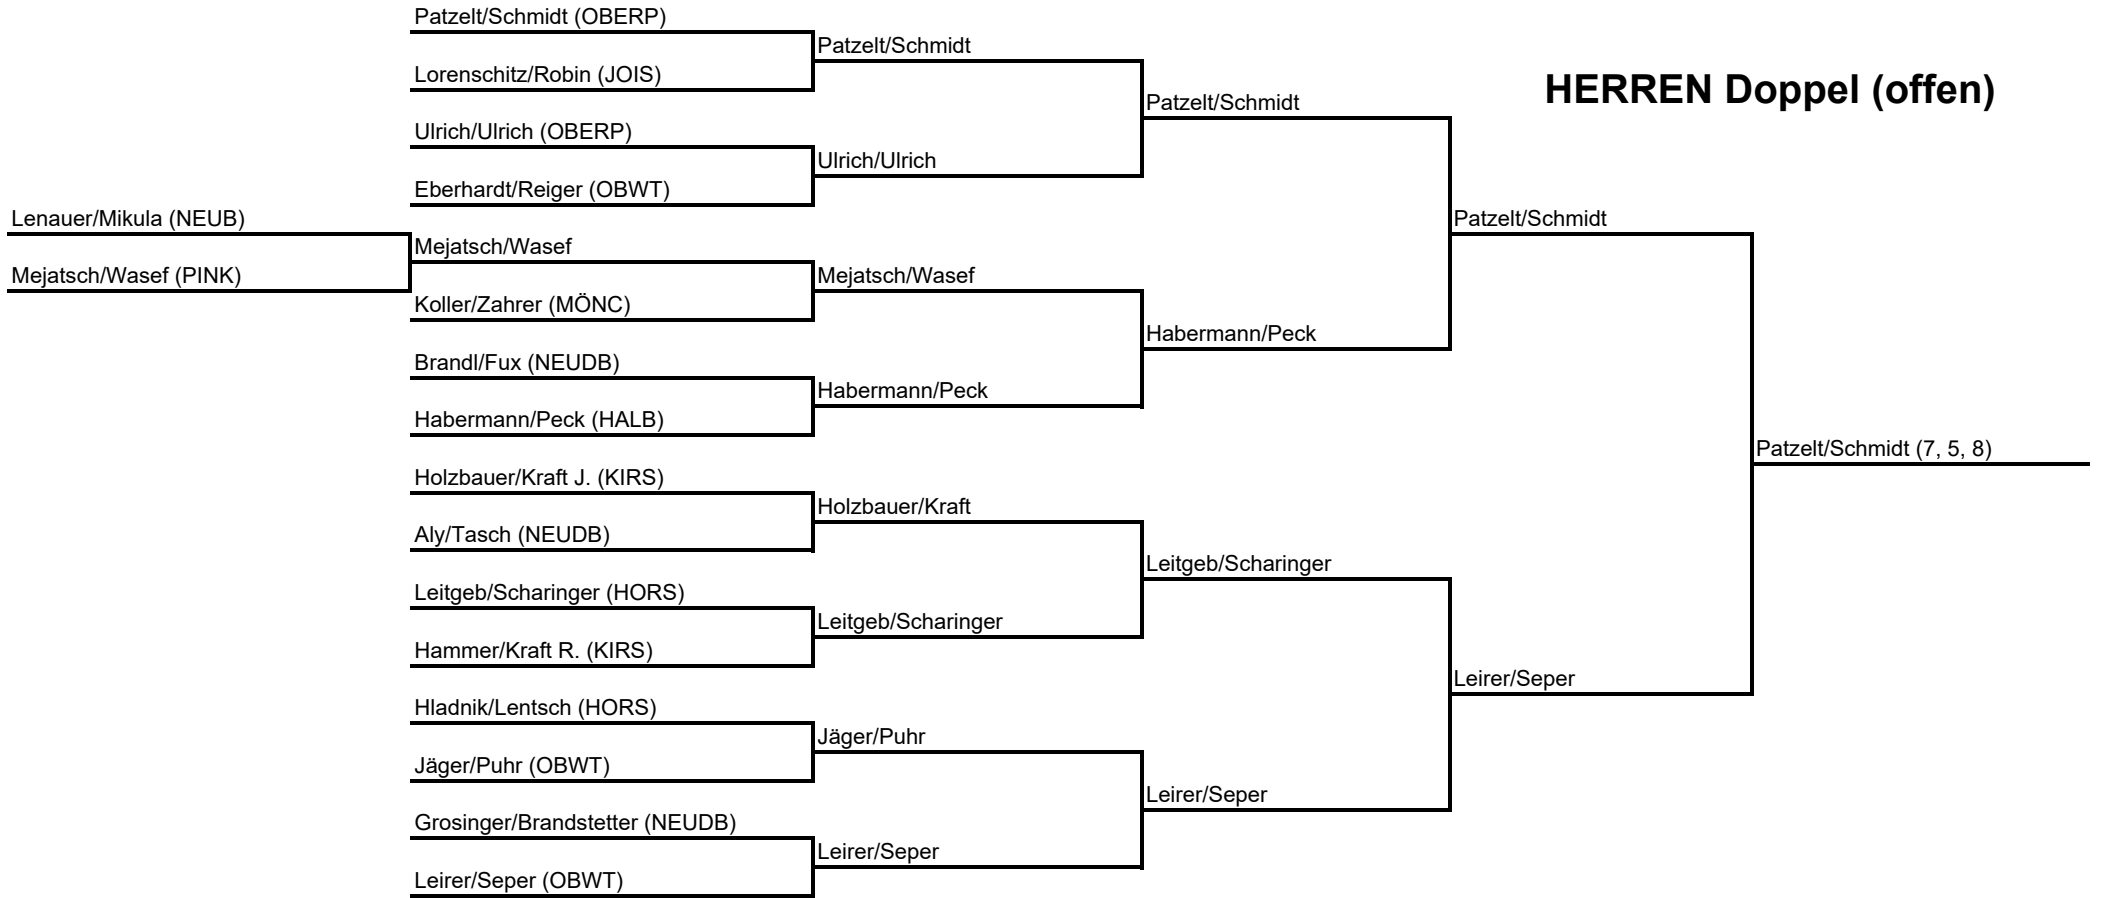 HERREN Doppel (offen)
Lenauer/Mikula (NEUB)
Mejatsch/Wasef (PINK)
Patzelt/Schmidt (OBERP)
Lorenschitz/Robin (JOIS)
Ulrich/Ulrich (OBERP)
Eberhardt/Reiger (OBWT)
Mejatsch/Wasef
Koller/Zahrer (MÖNC)
Brandl/Fux (NEUDB)
Habermann/Peck (HALB)
Holzbauer/Kraft J. (KIRS)
Aly/Tasch (NEUDB)
Leitgeb/Scharinger (HORS)
Hammer/Kraft R. (KIRS)
Hladnik/Lentsch (HORS)
Jäger/Puhr (OBWT)
Grosinger/Brandstetter (NEUDB)
Leirer/Seper (OBWT)
Patzelt/Schmidt
Ulrich/Ulrich
Mejatsch/Wasef
Habermann/Peck
Holzbauer/Kraft
Leitgeb/Scharinger
Jäger/Puhr
Leirer/Seper
Patzelt/Schmidt
Habermann/Peck
Leitgeb/Scharinger
Leirer/Seper
Patzelt/Schmidt
Leirer/Seper
Patzelt/Schmidt (7, 5, 8)